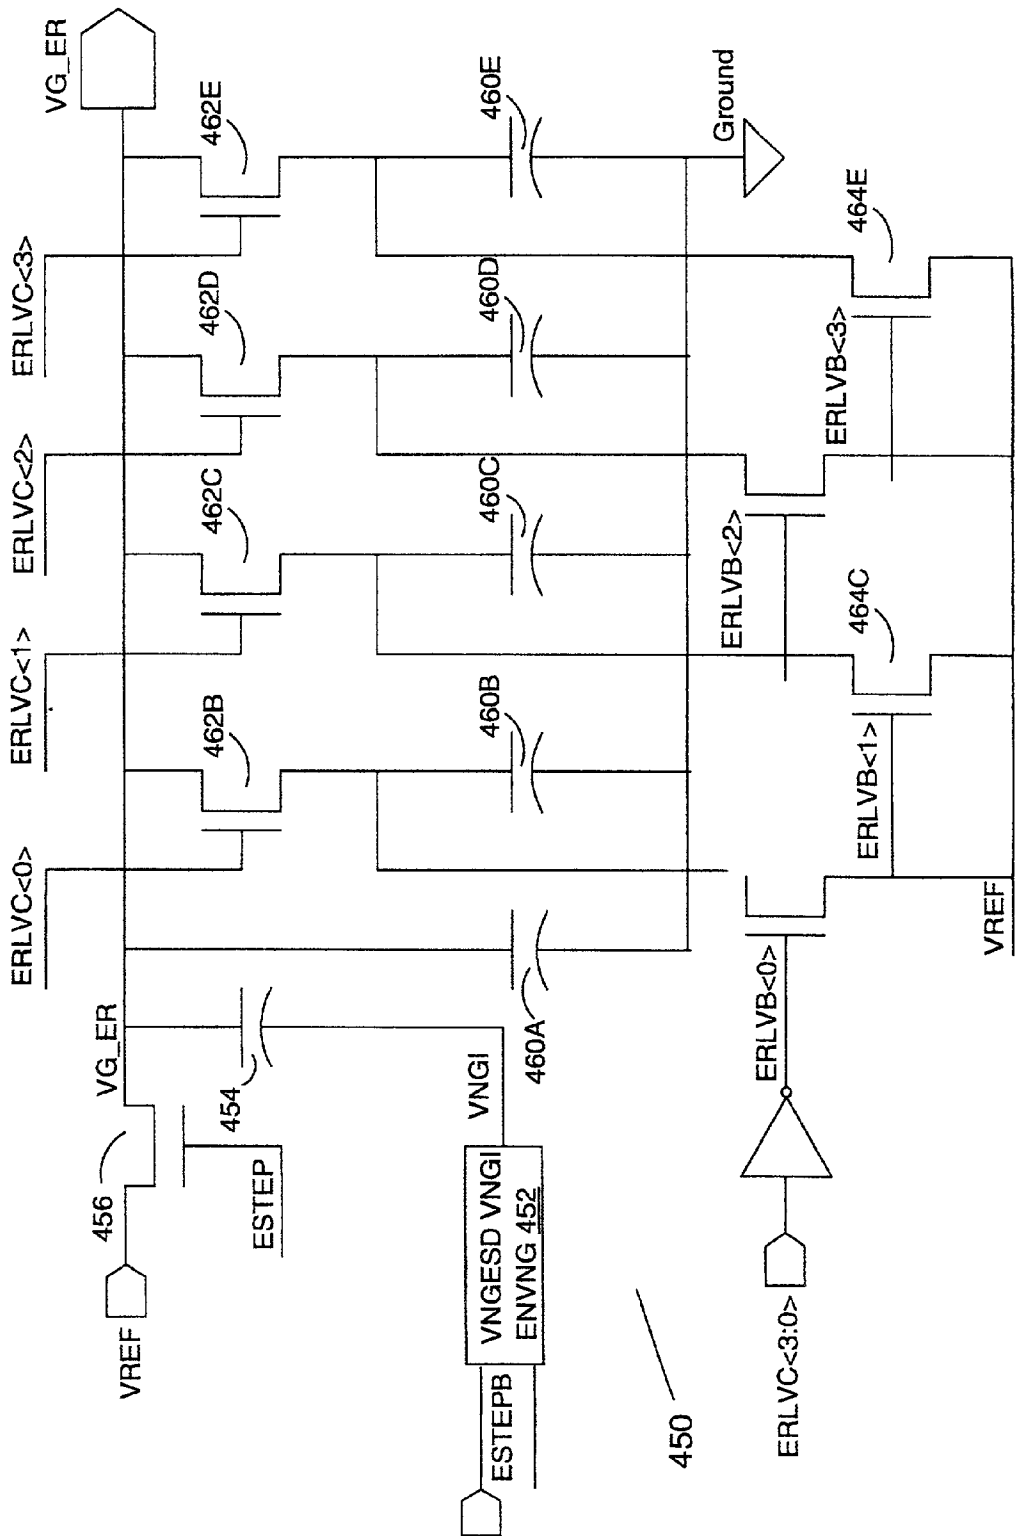 VREF
456
VG_ER
VG_ER
ESTEP
454
ERLVC<0>
ERLVC<1>
ERLVC<2>
ERLVC<3>
462B
462C
462D
462E
ESTEPB
VNGESD VNGI
ENVNG 452
VNGI
460A
460B
460C
460D
460E
Ground
450
ERLVC<3:0>
ERLVB<0>
ERLVB<1>
ERLVB<2>
ERLVB<3>
464C
464E
VREF